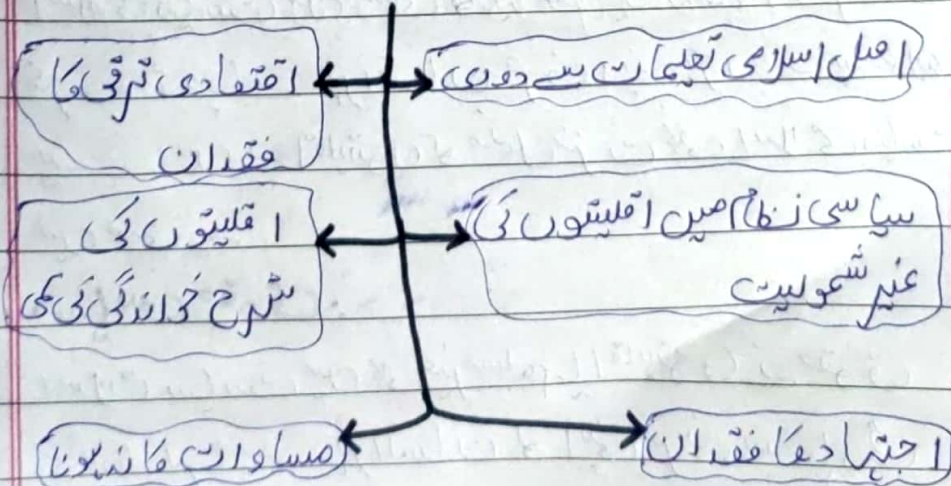 اصل اسلامی تعلیمات سے دوری
اقتصادی ترقی کا
فقدان
سیاسی نظام میں اقلیتوں کی
غیر شمولیت
اقلیتوں کی
شرح خواندگی کی کمی
اجتہاد کا فقدان
مساوات کا نہ ہونا